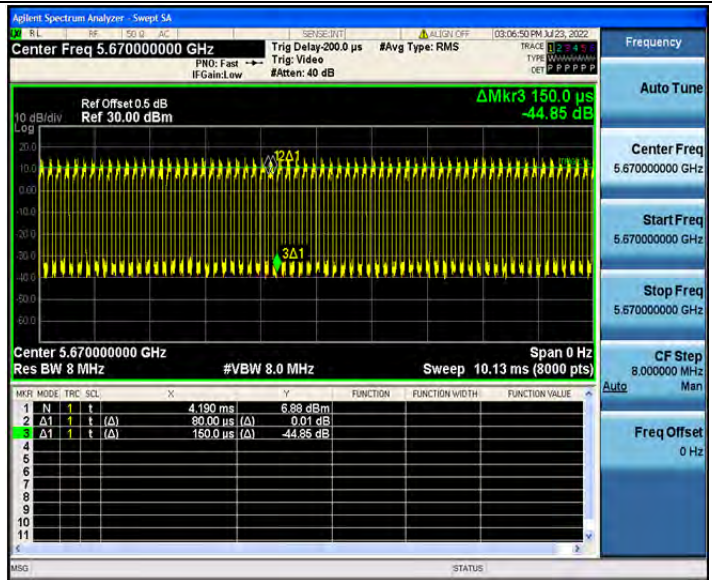 Agilent Spectrum Analyzer - Swept SA
RL RF 50 Ω AC SENSE:INT ALIGN OFF 03:06:50 PM Jul 23, 2022
Center Freq 5.670000000 GHz
PNO: Fast
IFGain:Low
Trig Delay-200.0 µs
Trig: Video
#Atten: 40 dB
#Avg Type: RMS
TRACE 1 2 3 4 5 6
TYPE
DET P P P P P P
ΔMkr3 150.0 µs
-44.85 dB
Ref Offset 0.5 dB
10 dB/div Ref 30.00 dBm
Log
20.0
10.0
0.00
-10.0
-20.0
-30.0
-40.0
-50.0
-60.0
2Δ1
3Δ1
Center 5.670000000 GHz Span 0 Hz
Res BW 8 MHz #VBW 8.0 MHz Sweep 10.13 ms (8000 pts)
MKR MODE TRC SCL X Y FUNCTION FUNCTION WIDTH FUNCTION VALUE
1 N 1 t 4.190 ms 6.88 dBm
2 Δ1 1 t (Δ) 80.00 µs (Δ) 0.01 dB
3 Δ1 1 t (Δ) 150.0 µs (Δ) -44.85 dB
4
5
6
7
8
9
10
11
MSG STATUS
Frequency
Auto Tune
Center Freq
5.670000000 GHz
Start Freq
5.670000000 GHz
Stop Freq
5.670000000 GHz
CF Step
8.000000 MHz
Auto Man
Freq Offset
0 Hz